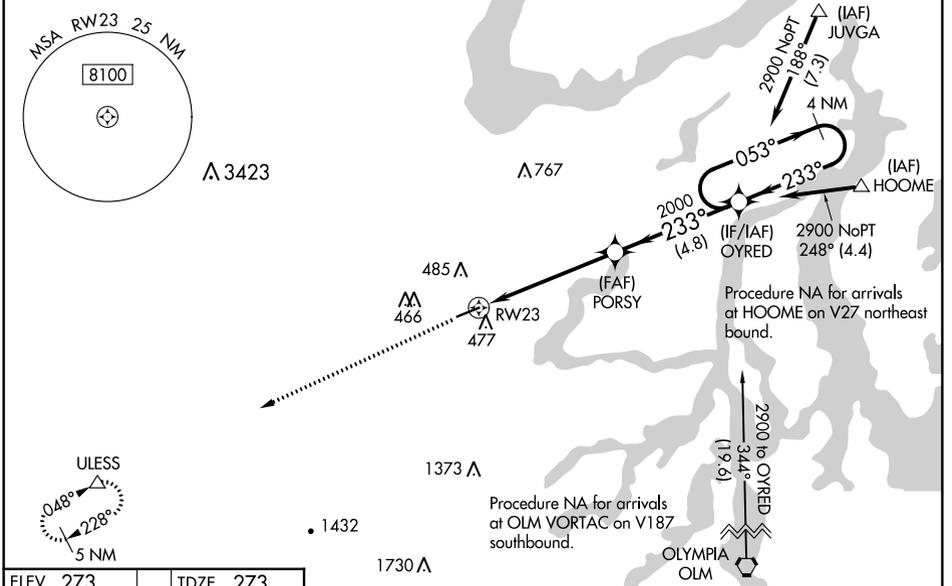 MSA RW23 25 NM
8100
3423
767
(IAF)
JUVGA
2900 NoPT
188°
(7.3)
4 NM
053°
233°
(IAF)
HOOME
2900 NoPT
248° (4.4)
2000
233°
(4.8)
(IF/IAF)
OYRED
(FAF)
PORSY
485
466
RW23
477
Procedure NA for arrivals
at HOOME on V27 northeast
bound.
2900 to OYRED
344°
(19.6)
ULESS
048°
228°
5 NM
1373
1432
1730
Procedure NA for arrivals
at OLM VORTAC on V187
southbound.
OLYMPIA
OLM
ELEV 273
TDZE 273